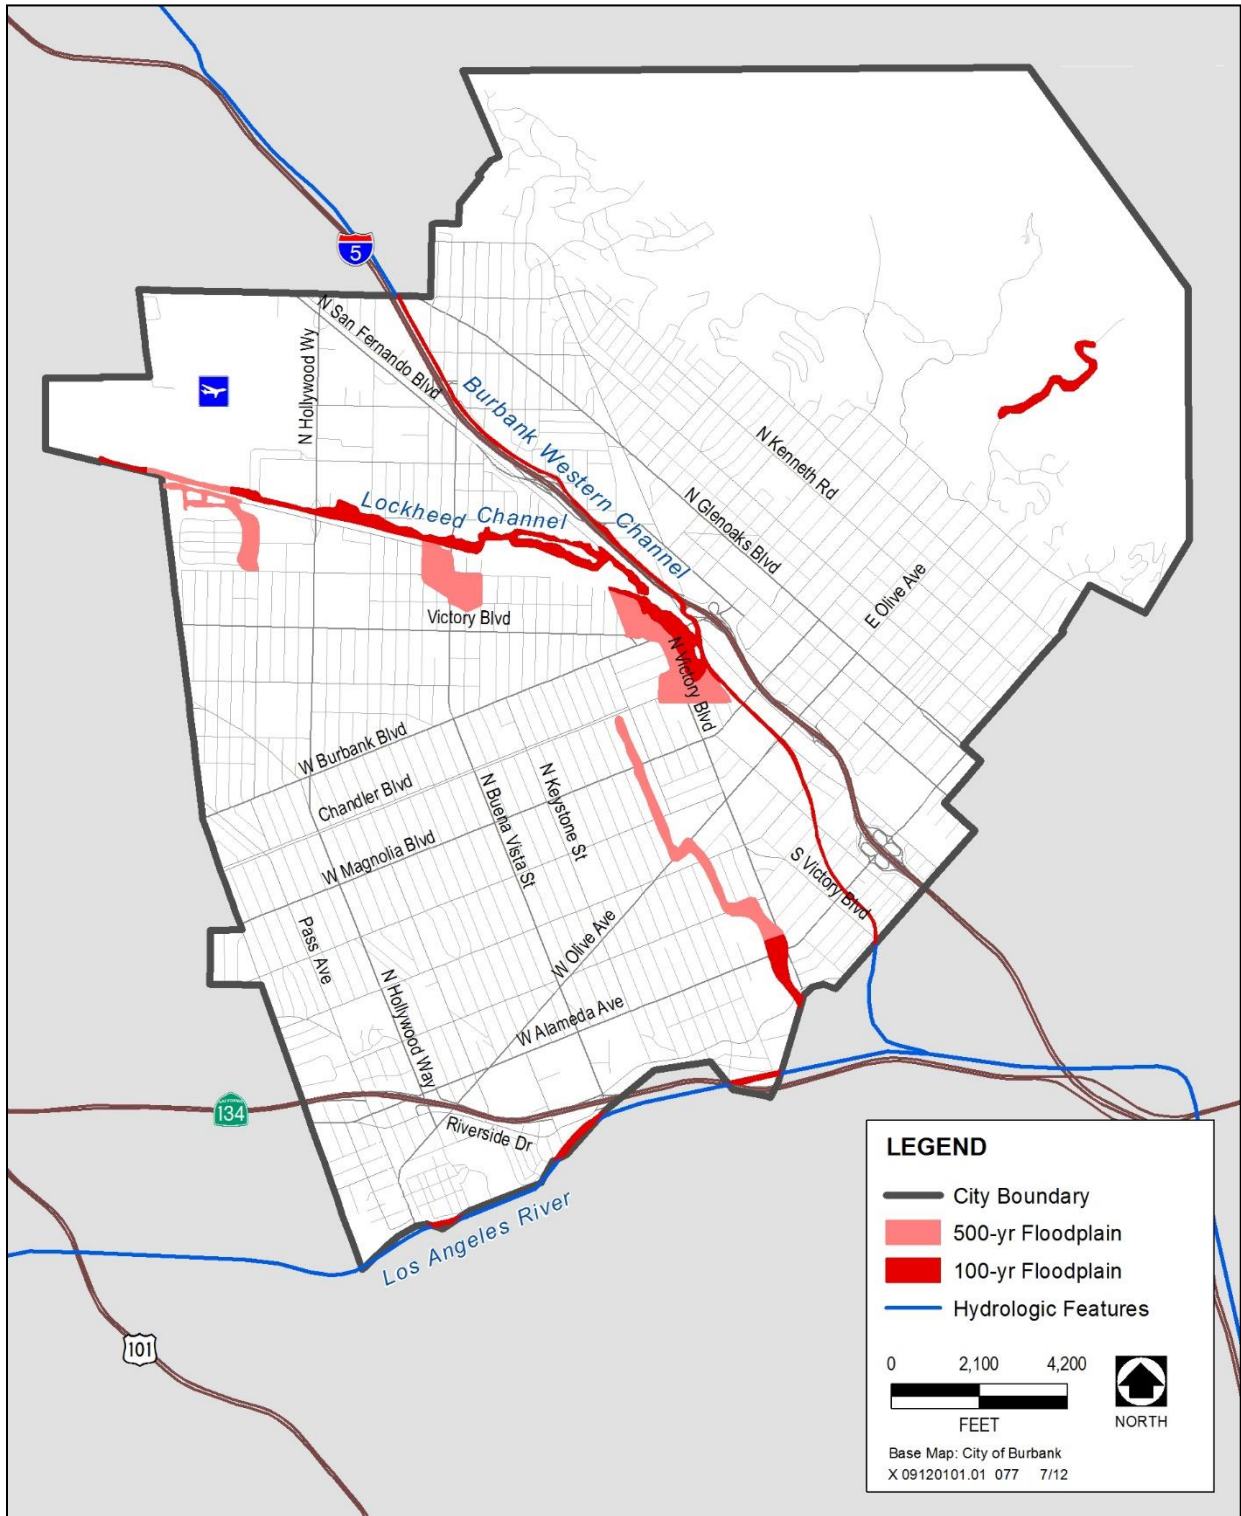 5
N San Fernando Blvd
N Hollywood Wy
Burbank Western Channel
N Kenneth Rd
N Glenoaks Blvd
Lockheed Channel
E Olive Ave
Victory Blvd
N Victory Blvd
W Burbank Blvd
Chandler Blvd
W Magnolia Blvd
N Buena Vista St
N Keystone St
S Victory Blvd
Pass Ave
N Hollywood Way
W Olive Ave
W Alameda Ave
134
Riverside Dr
Los Angeles River
101
LEGEND
City Boundary
500-yr Floodplain
100-yr Floodplain
Hydrologic Features
0 2,100 4,200
FEET
NORTH
Base Map: City of Burbank
X 09120101.01 077 7/12